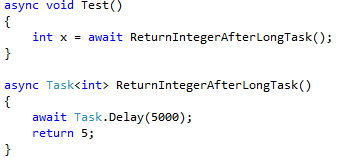 async void Test()
{
    int x = await ReturnIntegerAfterLongTask();
}

async Task<int> ReturnIntegerAfterLongTask()
{
    await Task.Delay(5000);
    return 5;
}